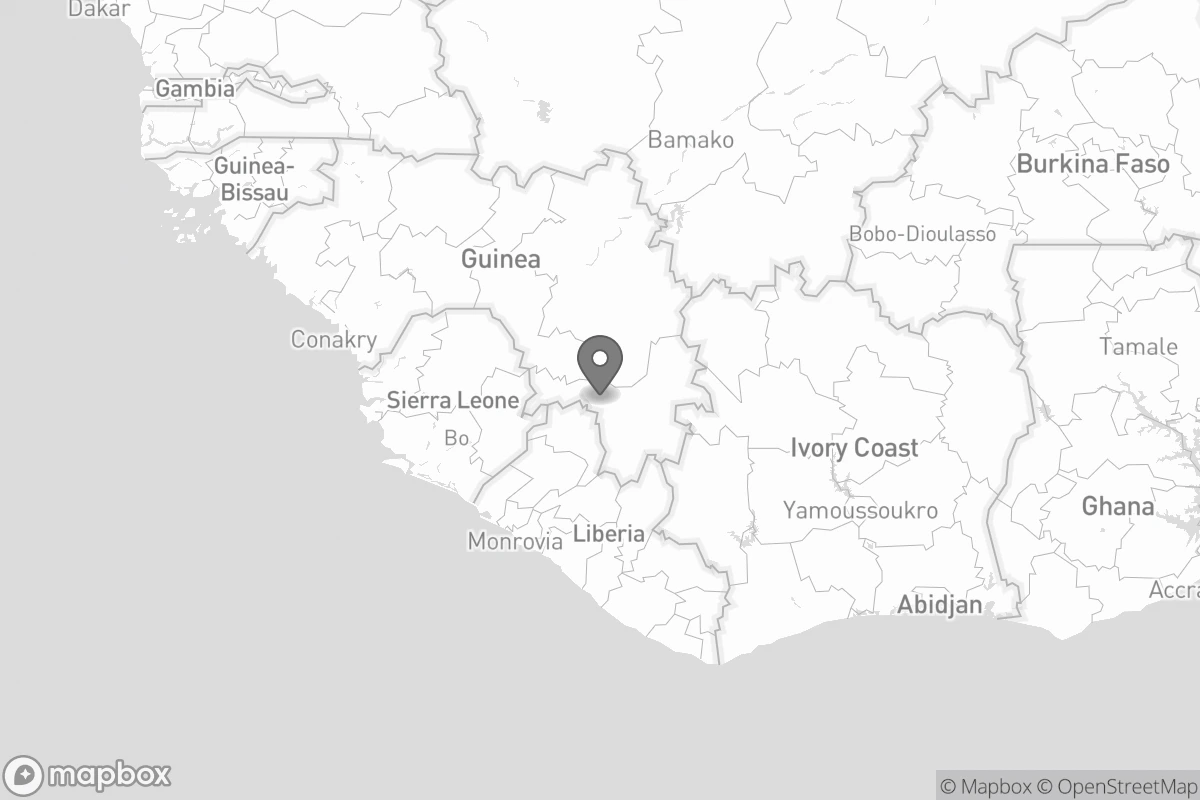 Dakar
Gambia
Bamako
Guinea-
Bissau
Burkina Faso
Bobo-Dioulasso
Guinea
Conakry
Tamale
Sierra Leone
Bo
Ivory Coast
Yamoussoukro
Ghana
Monrovia
Liberia
Abidjan
Accra
mapbox
© Mapbox © OpenStreetMap